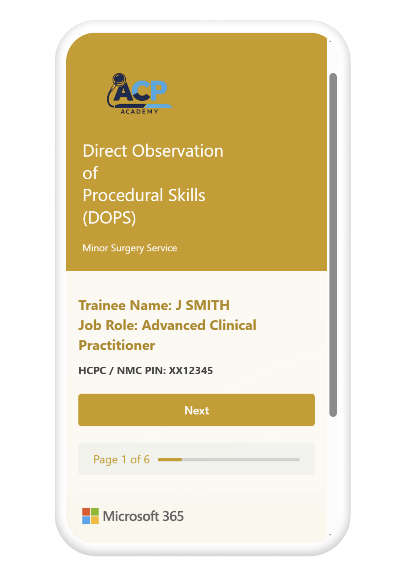 ACP
ACADEMY
Direct Observation
of
Procedural Skills
(DOPS)
Minor Surgery Service
Trainee Name: J SMITH
Job Role: Advanced Clinical
Practitioner
HCPC / NMC PIN: XX12345
Next
Page 1 of 6
Microsoft 365